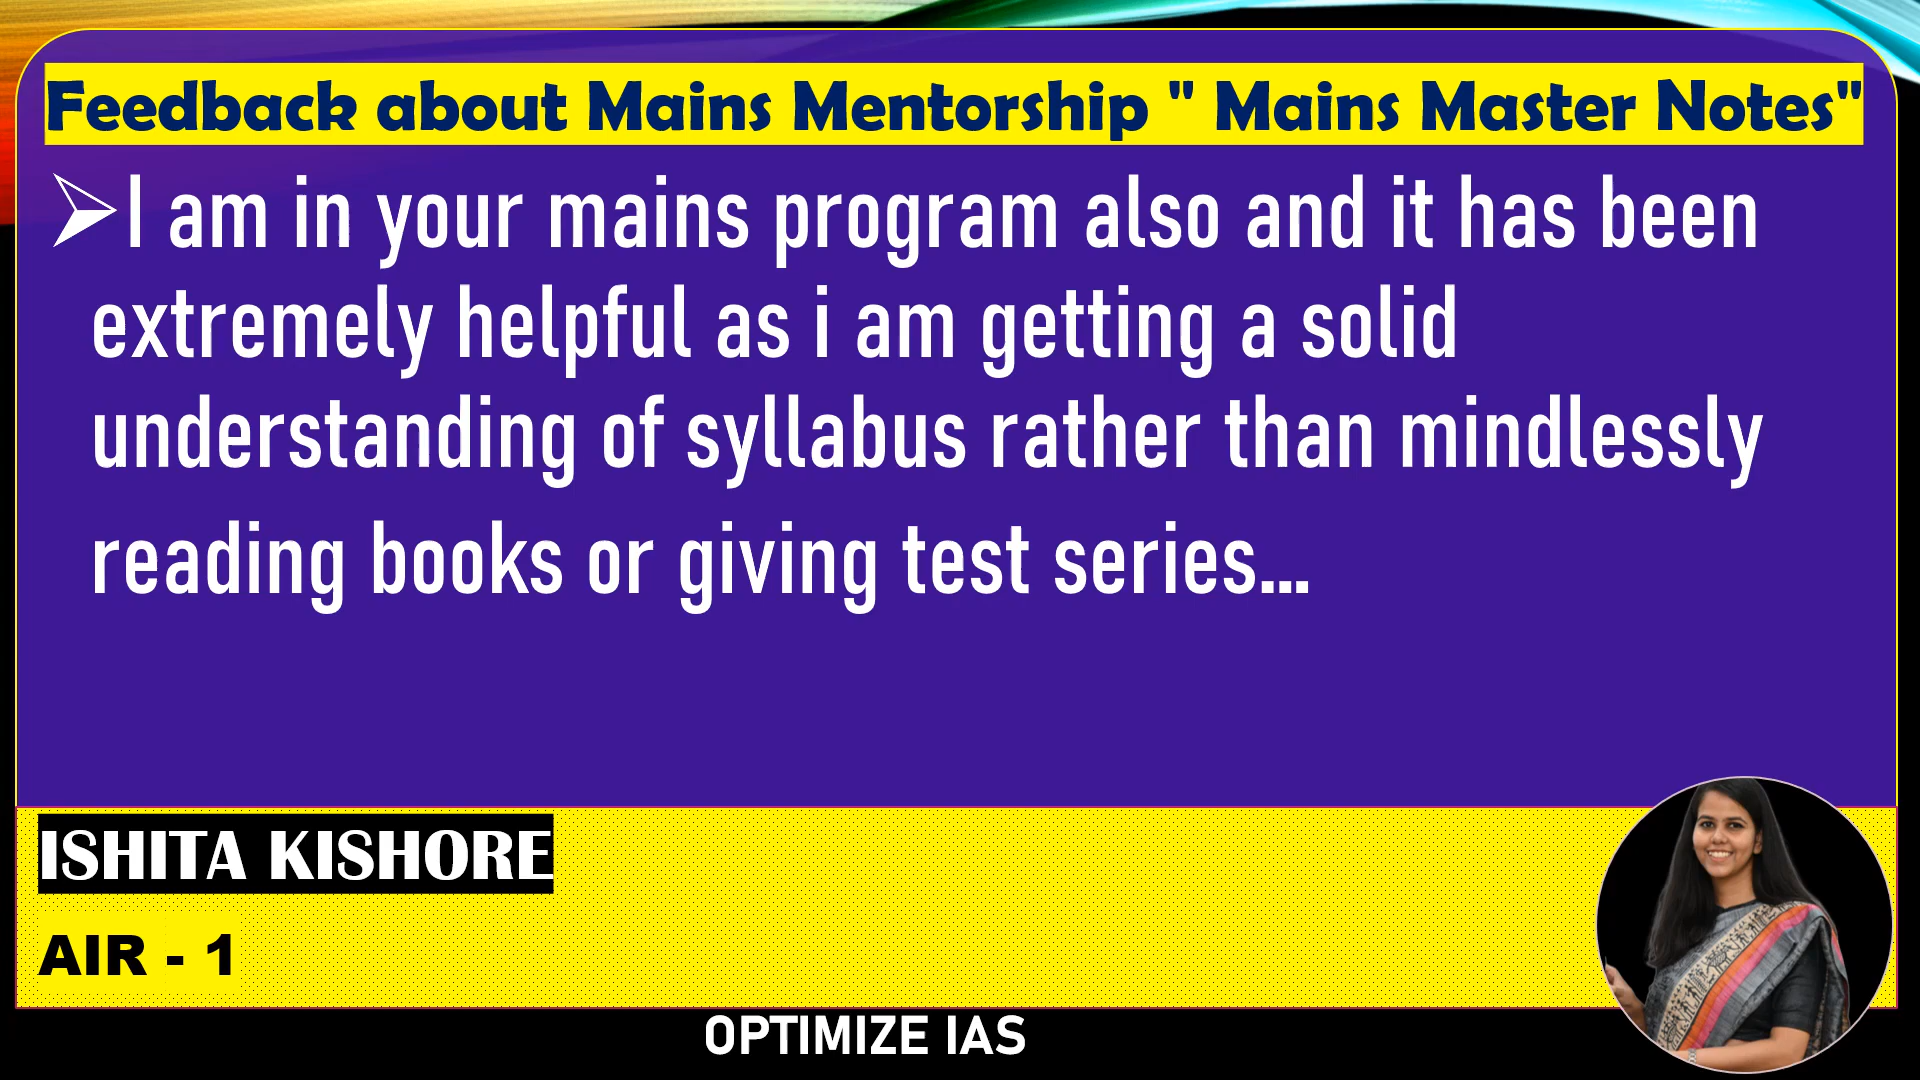 Feedback about Mains Mentorship " Mains Master Notes"
I am in your mains program also and it has been
extremely helpful as i am getting a solid
understanding of syllabus rather than mindlessly
reading books or giving test series...
ISHITA KISHORE
AIR - 1
OPTIMIZE IAS